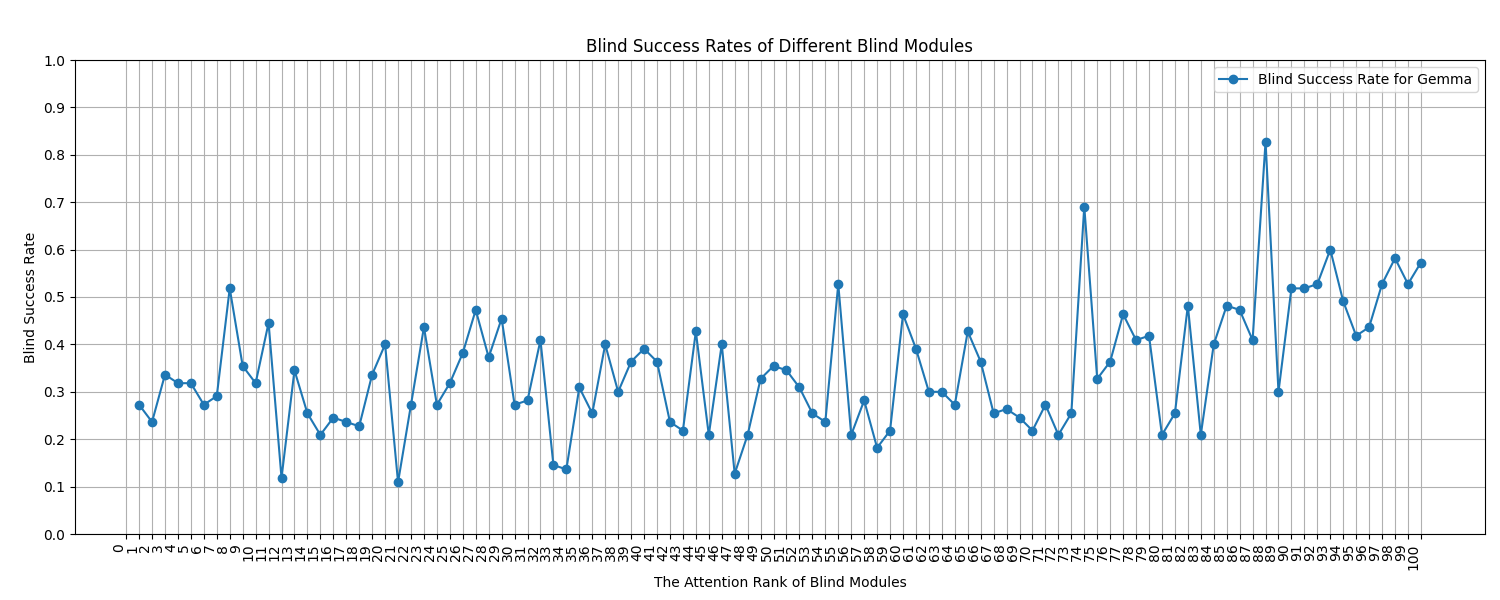 Blind Success Rates of Different Blind Modules
Blind Success Rate for Gemma
1.0
0.9
0.8
0.7
0.6
0.5
0.4
0.3
0.2
0.1
0.0
Blind Success Rate
0 1 2 3 4 5 6 7 8 9 10 11 12 13 14 15 16 17 18 19 20 21 22 23 24 25 26 27 28 29 30 31 32 33 34 35 36 37 38 39 40 41 42 43 44 45 46 47 48 49 50 51 52 53 54 55 56 57 58 59 60 61 62 63 64 65 66 67 68 69 70 71 72 73 74 75 76 77 78 79 80 81 82 83 84 85 86 87 88 89 90 91 92 93 94 95 96 97 98 99 100
The Attention Rank of Blind Modules